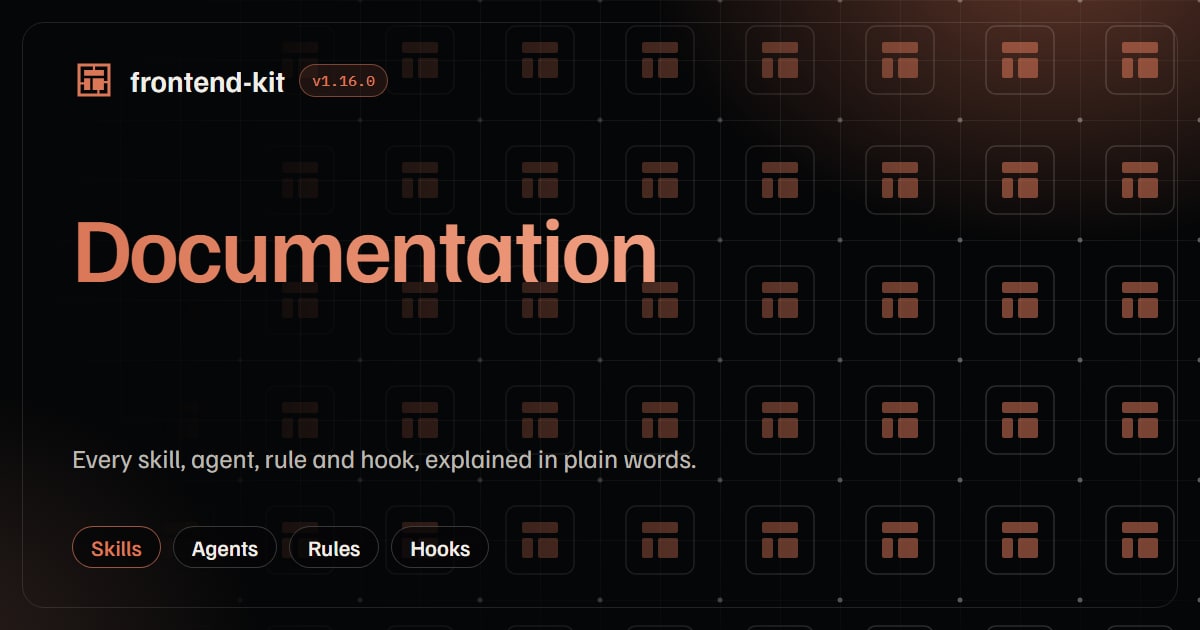 frontend-kit v1.16.0
Documentation
Every skill, agent, rule and hook, explained in plain words.
Skills Agents Rules Hooks